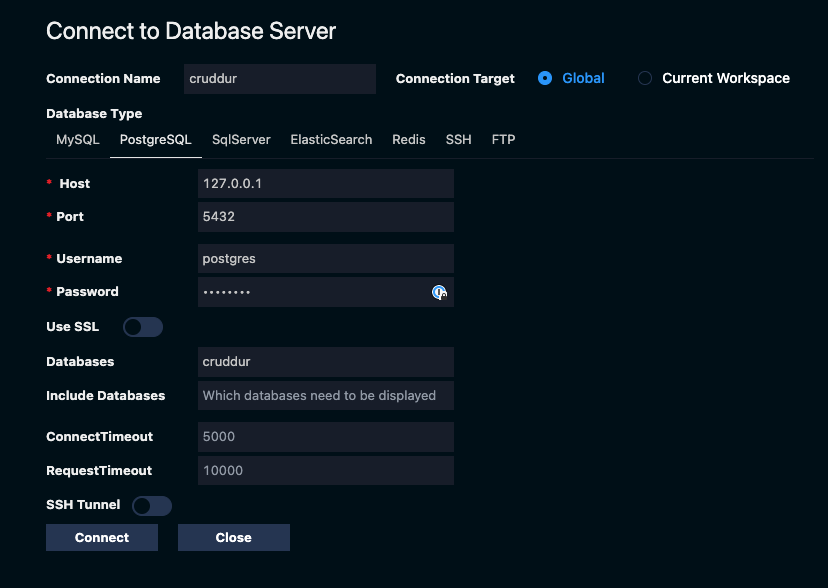 Connect to Database Server
Connection Name cruddur Connection Target Global Current Workspace
Database Type
MySQL PostgreSQL SqlServer ElasticSearch Redis SSH FTP
* Host 127.0.0.1
* Port 5432
* Username postgres
* Password ••••••••
Use SSL
Databases cruddur
Include Databases Which databases need to be displayed
ConnectTimeout 5000
RequestTimeout 10000
SSH Tunnel
Connect Close